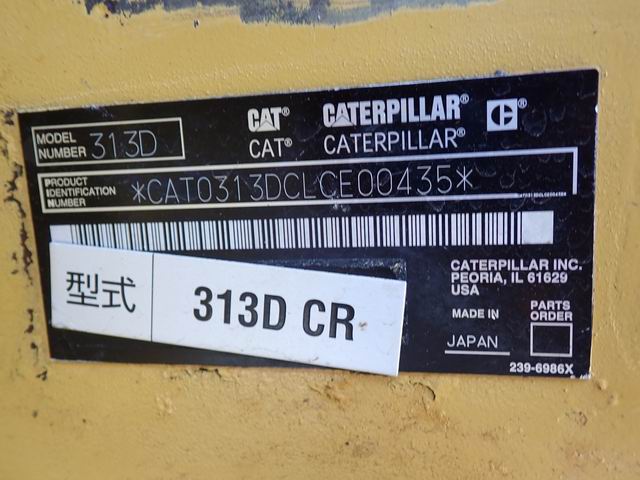 CAT® CATERPILLAR® C®
CAT® CATERPILLAR®
MODEL NUMBER 313D
PRODUCT IDENTIFICATION NUMBER *CAT0313DCLCE00435*
型式 313D CR
CATERPILLAR INC.
PEORIA, IL 61629
USA
MADE IN
JAPAN
PARTS ORDER
239-6986X